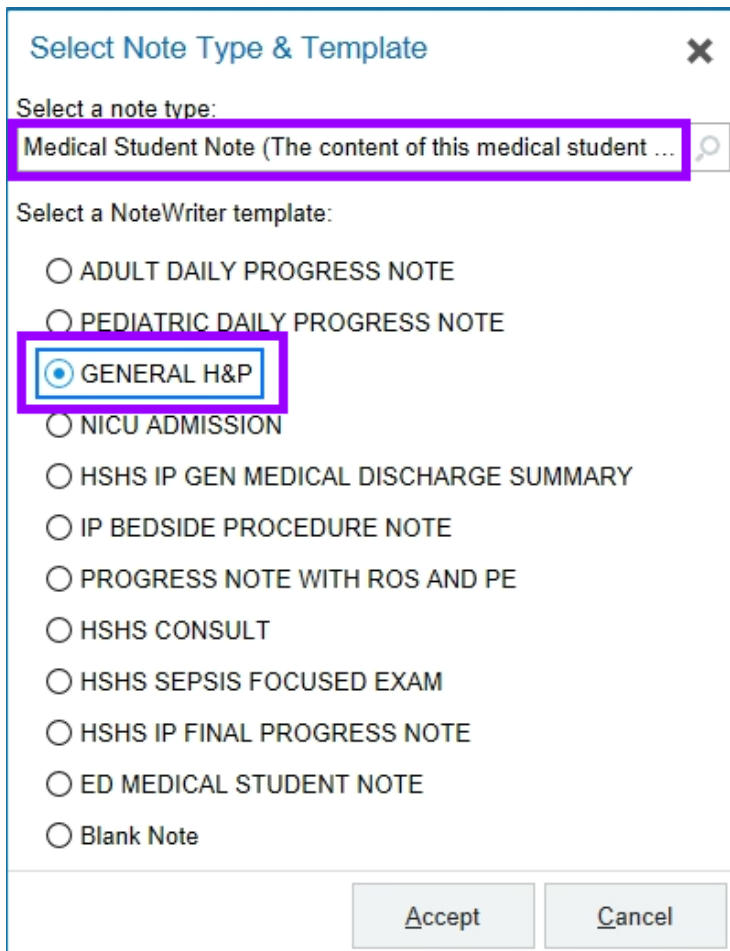 Select Note Type & Template
Select a note type:
Medical Student Note (The content of this medical student ...
Select a NoteWriter template:
ADULT DAILY PROGRESS NOTE
PEDIATRIC DAILY PROGRESS NOTE
GENERAL H&P
NICU ADMISSION
HSHS IP GEN MEDICAL DISCHARGE SUMMARY
IP BEDSIDE PROCEDURE NOTE
PROGRESS NOTE WITH ROS AND PE
HSHS CONSULT
HSHS SEPSIS FOCUSED EXAM
HSHS IP FINAL PROGRESS NOTE
ED MEDICAL STUDENT NOTE
Blank Note
Accept Cancel